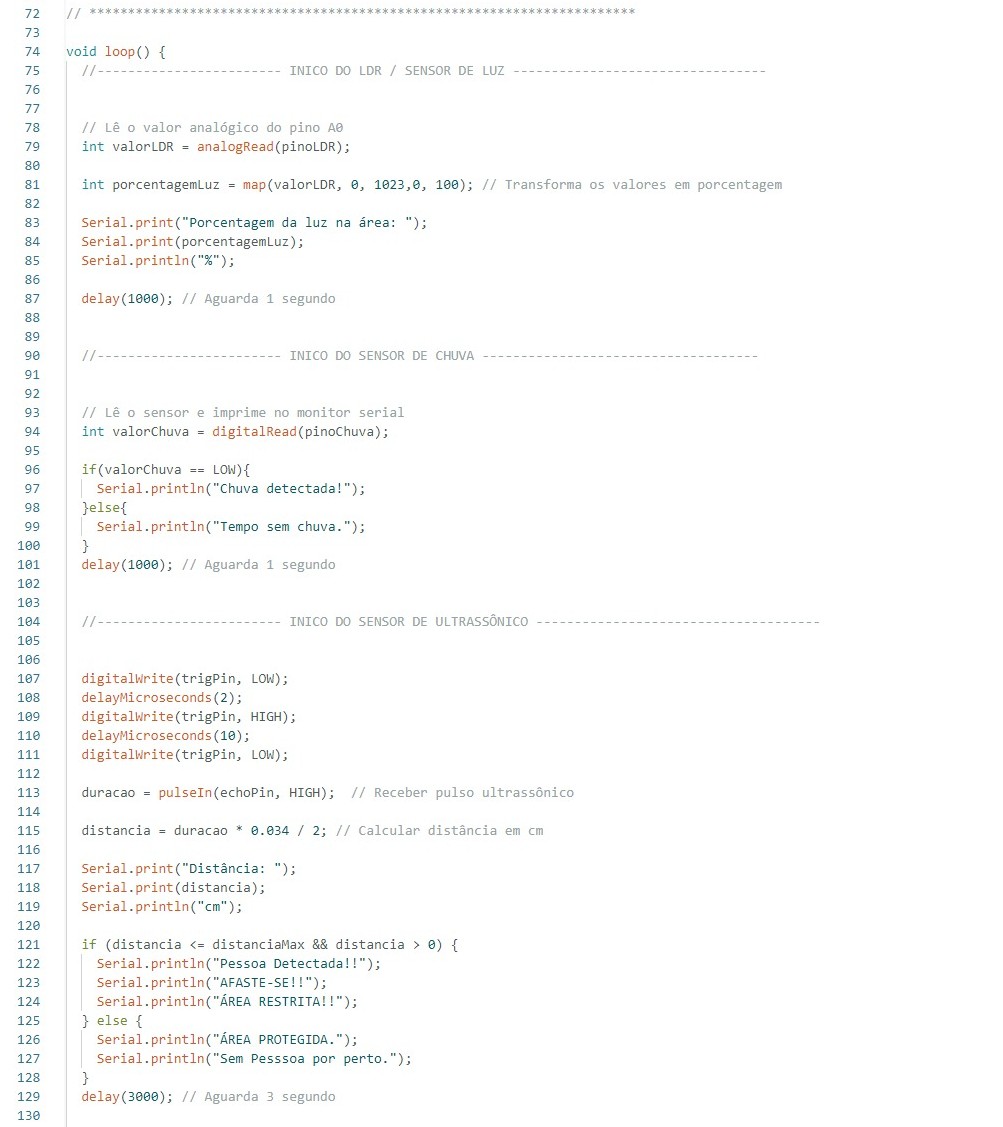 72 // ***********************************************************************
73
74 void loop() {
75 //------------------------ INICO DO LDR / SENSOR DE LUZ ---------------------------------
76
77
78 // Lê o valor analógico do pino A0
79 int valorLDR = analogRead(pinoLDR);
80
81 int porcentagemLuz = map(valorLDR, 0, 1023,0, 100); // Transforma os valores em porcentagem
82
83 Serial.print("Porcentagem da luz na área: ");
84 Serial.print(porcentagemLuz);
85 Serial.println("%");
86
87 delay(1000); // Aguarda 1 segundo
88
89
90 //------------------------ INICO DO SENSOR DE CHUVA ------------------------------------
91
92
93 // Lê o sensor e imprime no monitor serial
94 int valorChuva = digitalRead(pinoChuva);
95
96 if(valorChuva == LOW){
97 Serial.println("Chuva detectada!");
98 }else{
99 Serial.println("Tempo sem chuva.");
100 }
101 delay(1000); // Aguarda 1 segundo
102
103
104 //------------------------ INICO DO SENSOR DE ULTRASSÔNICO -------------------------------------
105
106
107 digitalWrite(trigPin, LOW);
108 delayMicroseconds(2);
109 digitalWrite(trigPin, HIGH);
110 delayMicroseconds(10);
111 digitalWrite(trigPin, LOW);
112
113 duracao = pulseIn(echoPin, HIGH); // Receber pulso ultrassônico
114
115 distancia = duracao * 0.034 / 2; // Calcular distância em cm
116
117 Serial.print("Distância: ");
118 Serial.print(distancia);
119 Serial.println("cm");
120
121 if (distancia <= distanciaMax && distancia > 0) {
122 Serial.println("Pessoa Detectada!!");
123 Serial.println("AFASTE-SE!!");
124 Serial.println("ÁREA RESTRITA!!");
125 } else {
126 Serial.println("ÁREA PROTEGIDA.");
127 Serial.println("Sem Pesssoa por perto.");
128 }
129 delay(3000); // Aguarda 3 segundo
130